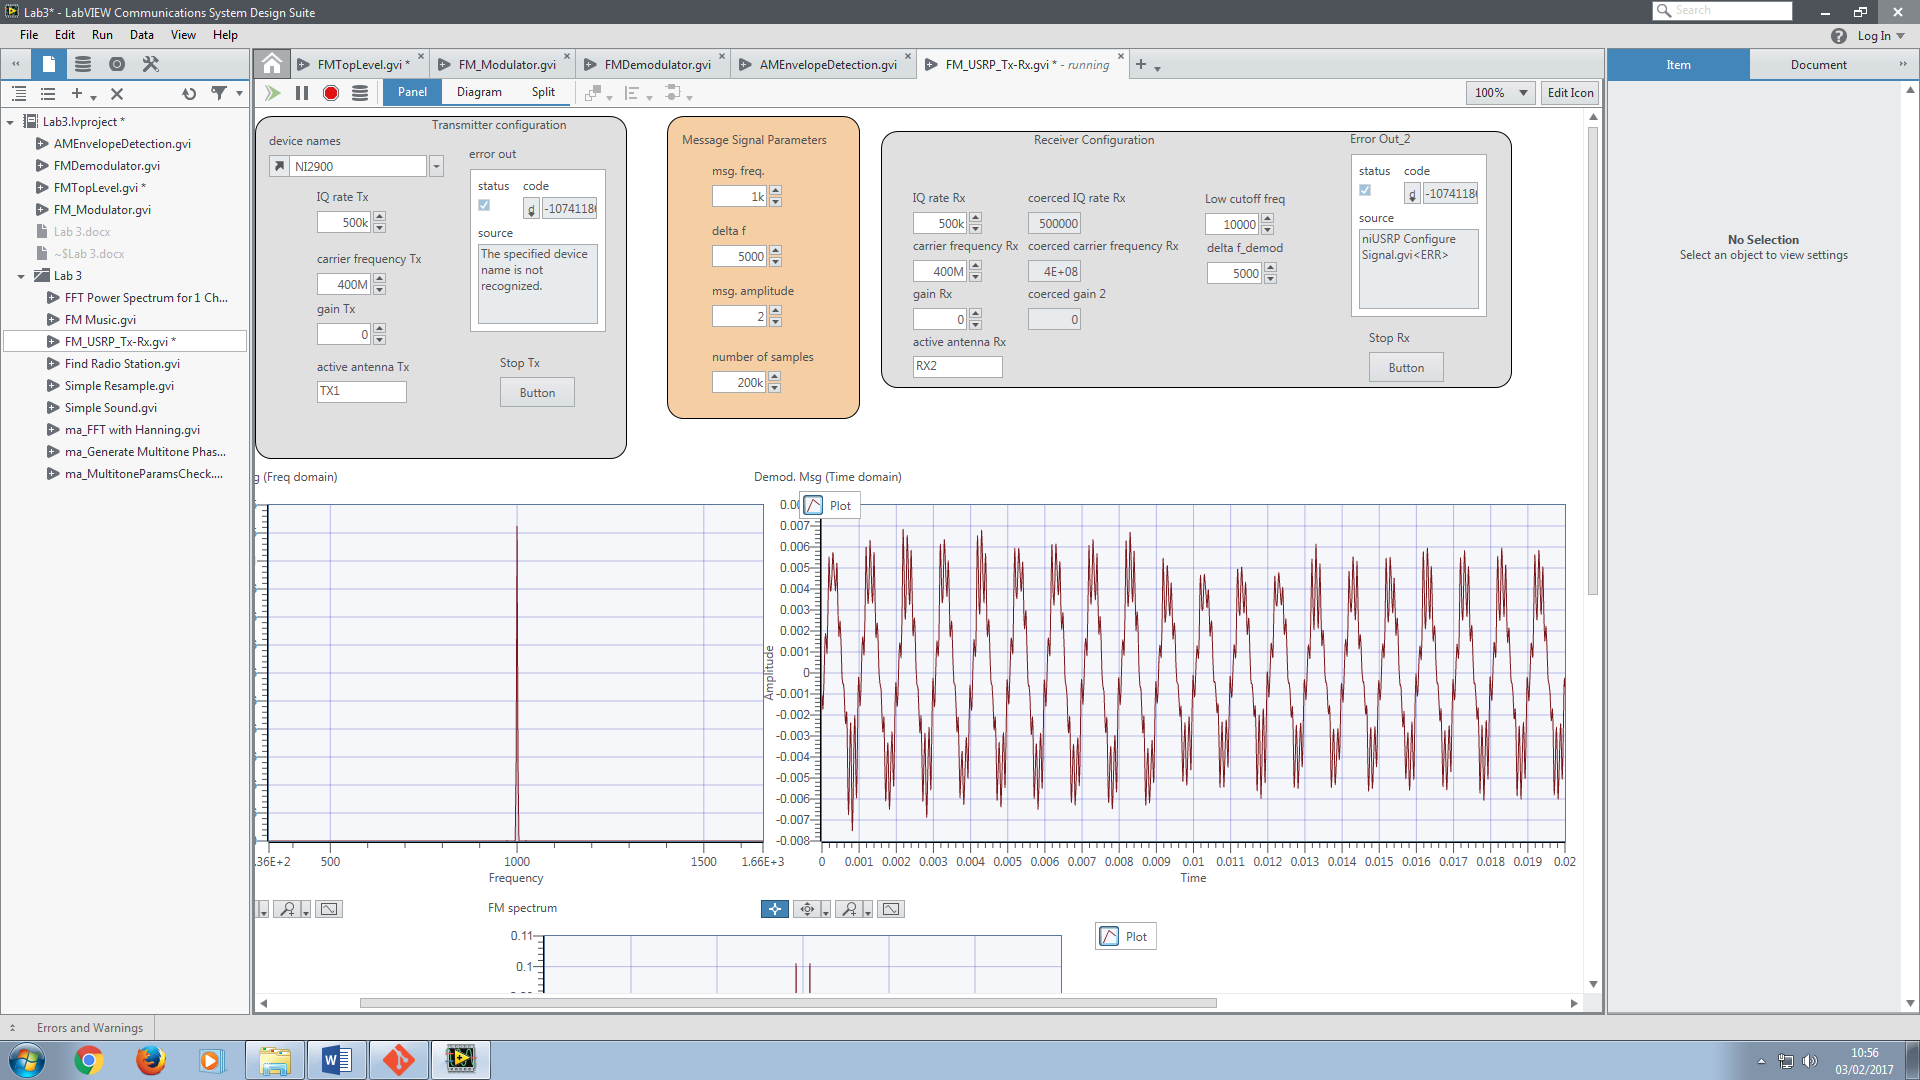 Lab3* - LabVIEW Communications System Design Suite
Search
File Edit Run Data View Help
Log In
FMTopLevel.gvi *
FM_Modulator.gvi
FMDemodulator.gvi
AMEnvelopeDetection.gvi
FM_USRP_Tx-Rx.gvi * - running
Item
Document
Panel
Diagram
Split
100%
Edit Icon
Lab3.lvproject *
AMEnvelopeDetection.gvi
FMDemodulator.gvi
FMTopLevel.gvi *
FM_Modulator.gvi
Lab 3.docx
~$Lab 3.docx
Lab 3
FFT Power Spectrum for 1 Ch...
FM Music.gvi
FM_USRP_Tx-Rx.gvi *
Find Radio Station.gvi
Simple Resample.gvi
Simple Sound.gvi
ma_FFT with Hanning.gvi
ma_Generate Multitone Phas...
ma_MultitoneParamsCheck....
Transmitter configuration
device names
NI2900
IQ rate Tx
500k
carrier frequency Tx
400M
gain Tx
0
active antenna Tx
TX1
error out
status code
d -10741186
source
The specified device
name is not
recognized.
Stop Tx
Button
Message Signal Parameters
msg. freq.
1k
delta f
5000
msg. amplitude
2
number of samples
200k
Receiver Configuration
IQ rate Rx
500k
carrier frequency Rx
400M
gain Rx
0
active antenna Rx
RX2
coerced IQ rate Rx
500000
coerced carrier frequency Rx
4E+08
coerced gain 2
0
Low cutoff freq
10000
delta f_demod
5000
Error Out_2
status code
d -10741186
source
niUSRP Configure
Signal.gvi<ERR>
Stop Rx
Button
No Selection
Select an object to view settings
g (Freq domain)
.36E+2 500 1000 1500 1.66E+3
Frequency
Demod. Msg (Time domain)
Plot
0.00
0.007
0.006
0.005
0.004
0.003
0.002
0.001
0
-0.001
-0.002
-0.003
-0.004
-0.005
-0.006
-0.007
-0.008
Amplitude
0 0.001 0.002 0.003 0.004 0.005 0.006 0.007 0.008 0.009 0.01 0.011 0.012 0.013 0.014 0.015 0.016 0.017 0.018 0.019 0.02
Time
FM spectrum
0.11
0.1
Plot
Errors and Warnings
10:56
03/02/2017